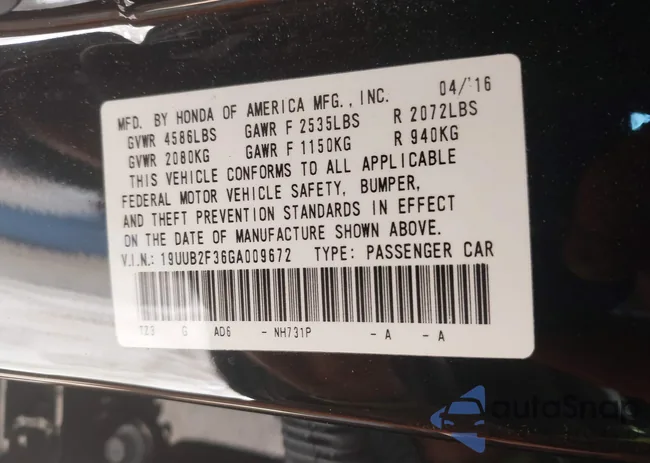 04/'16
MFD. BY HONDA OF AMERICA MFG., INC.
GVWR 4586LBS GAWR F 2535LBS R 2072LBS
GVWR 2080KG GAWR F 1150KG R 940KG
THIS VEHICLE CONFORMS TO ALL APPLICABLE
FEDERAL MOTOR VEHICLE SAFETY, BUMPER,
AND THEFT PREVENTION STANDARDS IN EFFECT
ON THE DATE OF MANUFACTURE SHOWN ABOVE.
V.I.N.: 19UUB2F36GA009672 TYPE: PASSENGER CAR
TZ3 G AD6 - NH731P - A - A
autoSnap